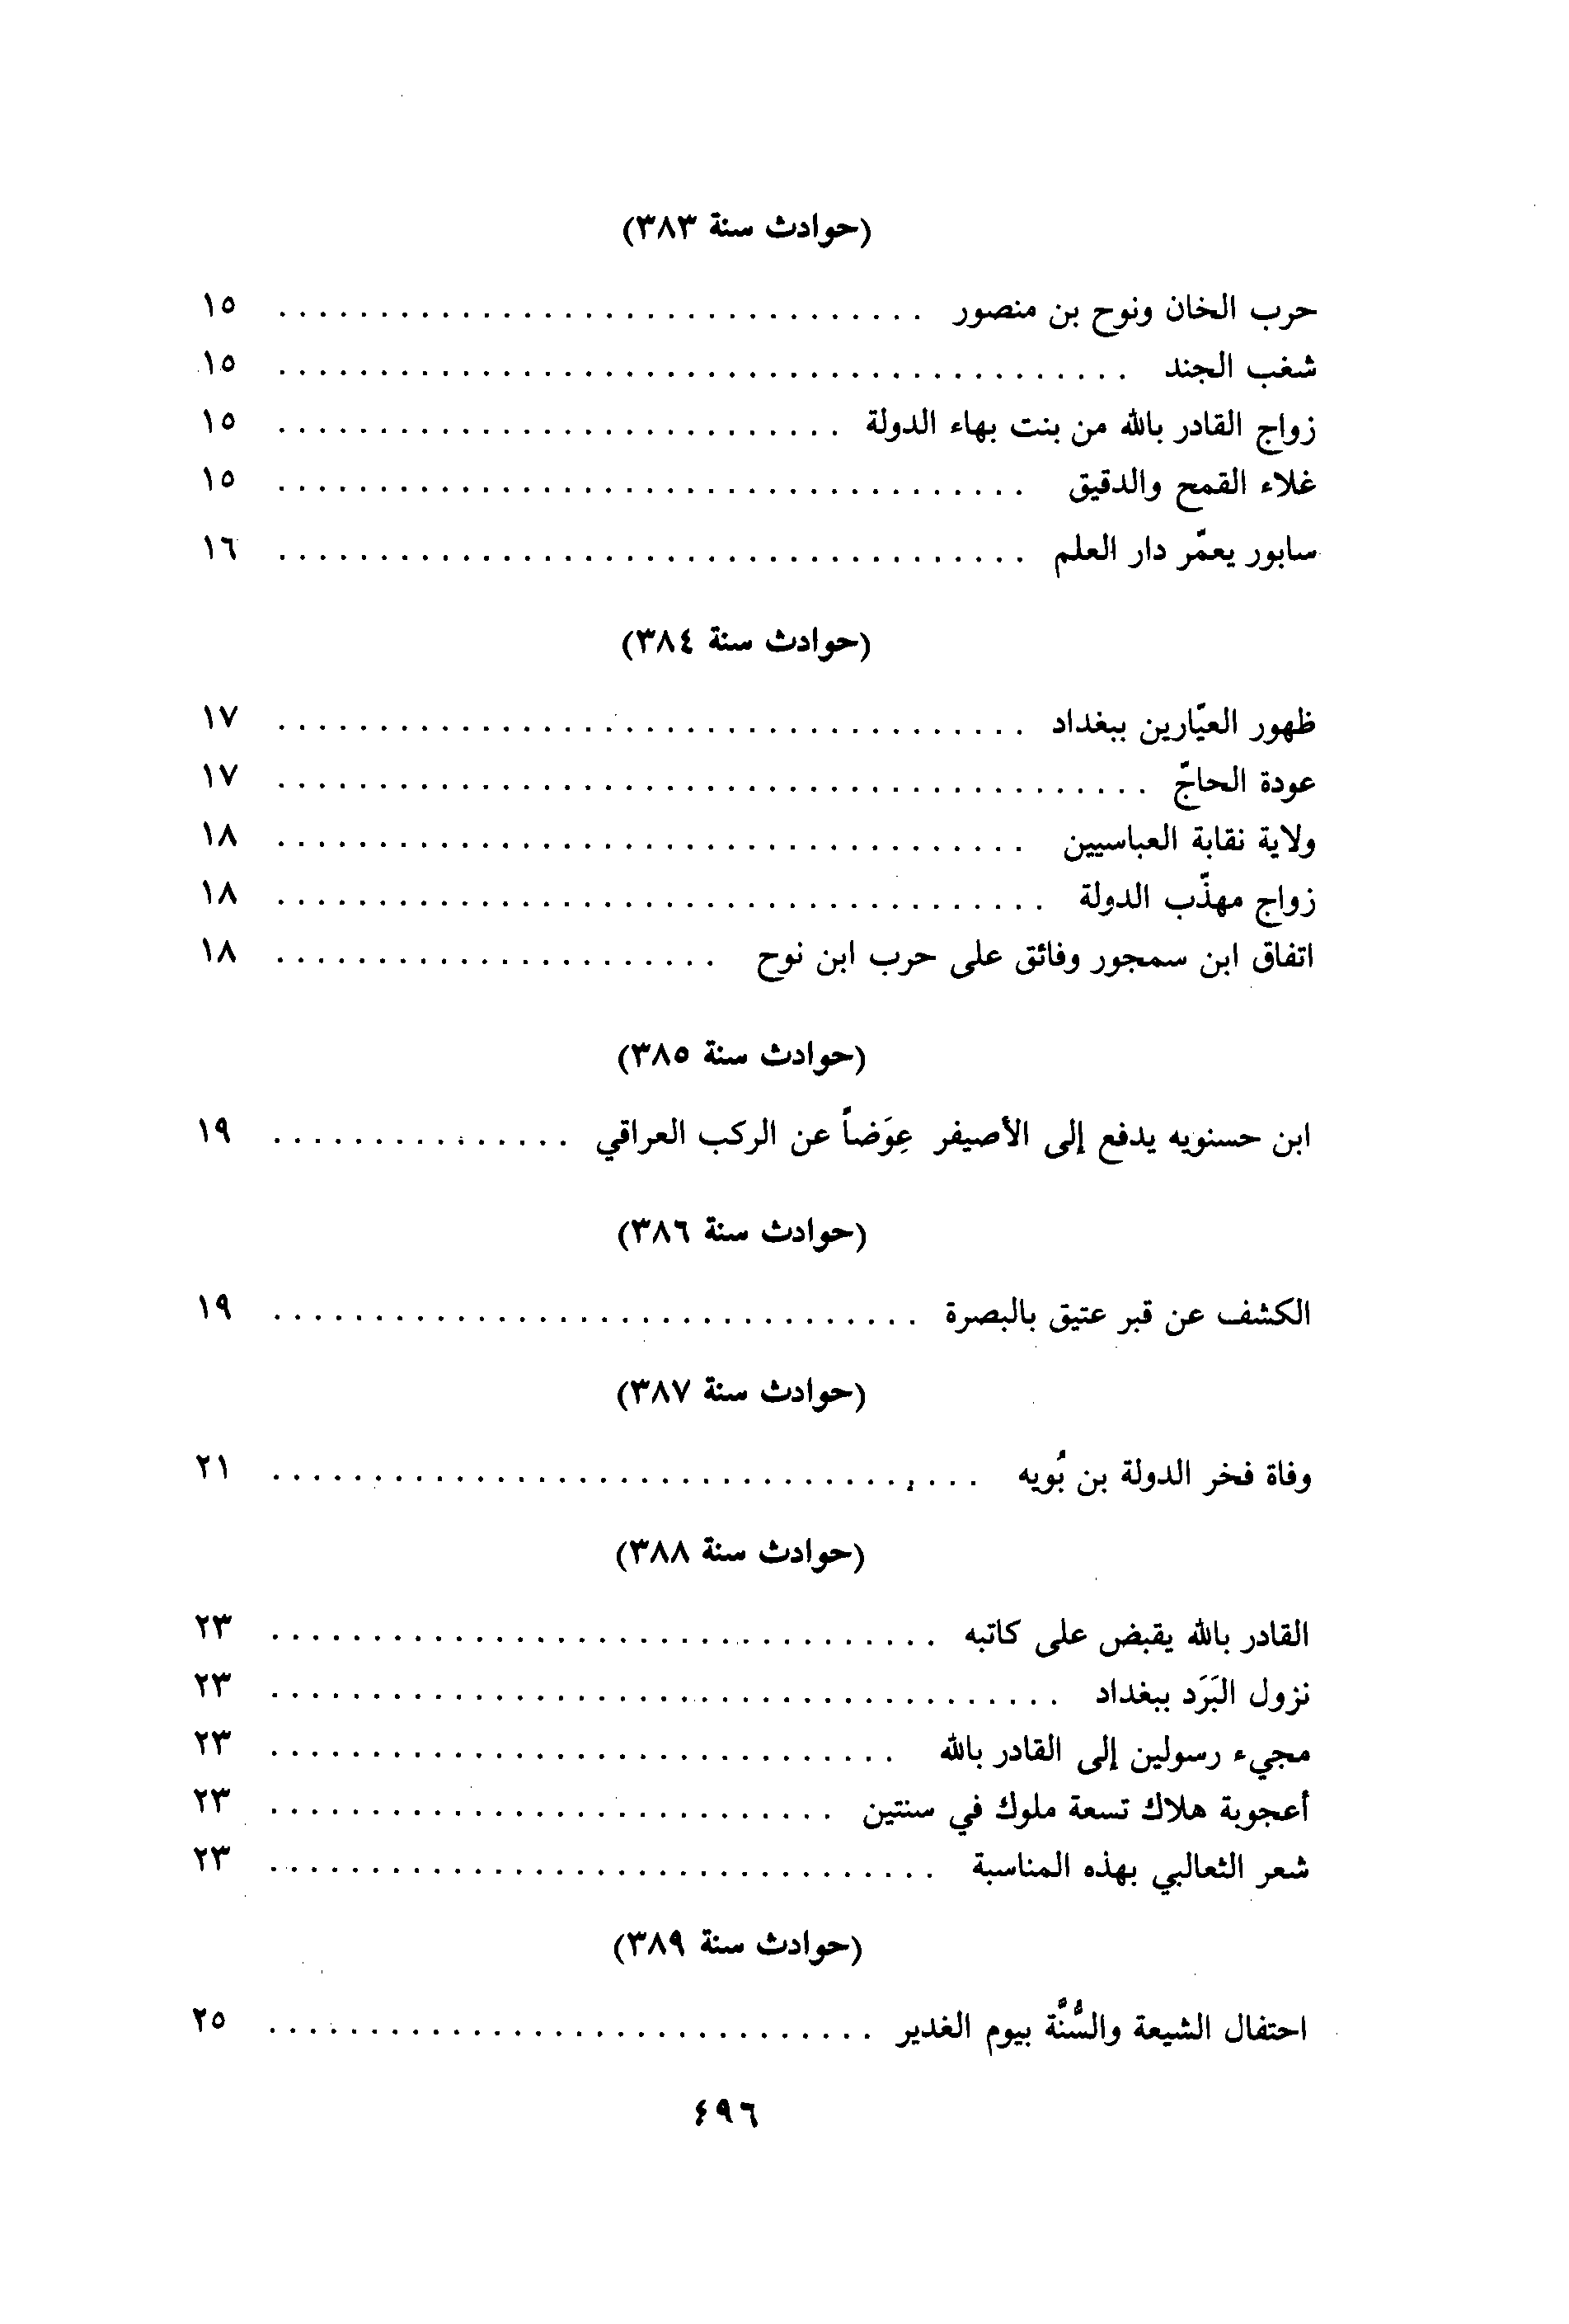 (حوادث سنة ٣٨٣)
حرب الخان ونوح بن منصور . . . . . . . . . . . . . . . . . . . . . . . . . . . . . . . . ١٥
شغب الجند . . . . . . . . . . . . . . . . . . . . . . . . . . . . . . . . . . . . . . . . . . ١٥
زواج القادر بالله من بنت بهاء الدولة . . . . . . . . . . . . . . . . . . . . . . . . . . . . ١٥
غلاء القمح والدقيق . . . . . . . . . . . . . . . . . . . . . . . . . . . . . . . . . . . . . ١٥
سابور يعمّر دار العلم . . . . . . . . . . . . . . . . . . . . . . . . . . . . . . . . . . . . . ١٦
(حوادث سنة ٣٨٤)
ظهور العيّارين ببغداد . . . . . . . . . . . . . . . . . . . . . . . . . . . . . . . . . . . . . ١٧
عودة الحاجّ . . . . . . . . . . . . . . . . . . . . . . . . . . . . . . . . . . . . . . . . . . . ١٧
ولاية نقابة العباسيين . . . . . . . . . . . . . . . . . . . . . . . . . . . . . . . . . . . . . ١٨
زواج مهذّب الدولة . . . . . . . . . . . . . . . . . . . . . . . . . . . . . . . . . . . . . . ١٨
اتفاق ابن سمجور وفائق على حرب ابن نوح . . . . . . . . . . . . . . . . . . . . . . ١٨
(حوادث سنة ٣٨٥)
ابن حسنويه يدفع إلى الأصيفر عِوَضاً عن الركب العراقي . . . . . . . . . . . . . . . ١٩
(حوادث سنة ٣٨٦)
الكشف عن قبر عتيق بالبصرة . . . . . . . . . . . . . . . . . . . . . . . . . . . . . . . . ١٩
(حوادث سنة ٣٨٧)
وفاة فخر الدولة بن بُويه . . . . . . . . . . . . . . . . . . . . . . . . . . . . . . . . . . . ٢١
(حوادث سنة ٣٨٨)
القادر بالله يقبض على كاتبه . . . . . . . . . . . . . . . . . . . . . . . . . . . . . . . . . ٢٣
نزول البَرَد ببغداد . . . . . . . . . . . . . . . . . . . . . . . . . . . . . . . . . . . . . . . ٢٣
مجيء رسولين إلى القادر بالله . . . . . . . . . . . . . . . . . . . . . . . . . . . . . . . ٢٣
أعجوبة هلاك تسعة ملوك في سنتين . . . . . . . . . . . . . . . . . . . . . . . . . . . . ٢٣
شعر الثعالبي بهذه المناسبة . . . . . . . . . . . . . . . . . . . . . . . . . . . . . . . . . ٢٣
(حوادث سنة ٣٨٩)
احتفال الشيعة والسُّنَّة بيوم الغدير . . . . . . . . . . . . . . . . . . . . . . . . . . . . . . ٢٥
٤٩٦